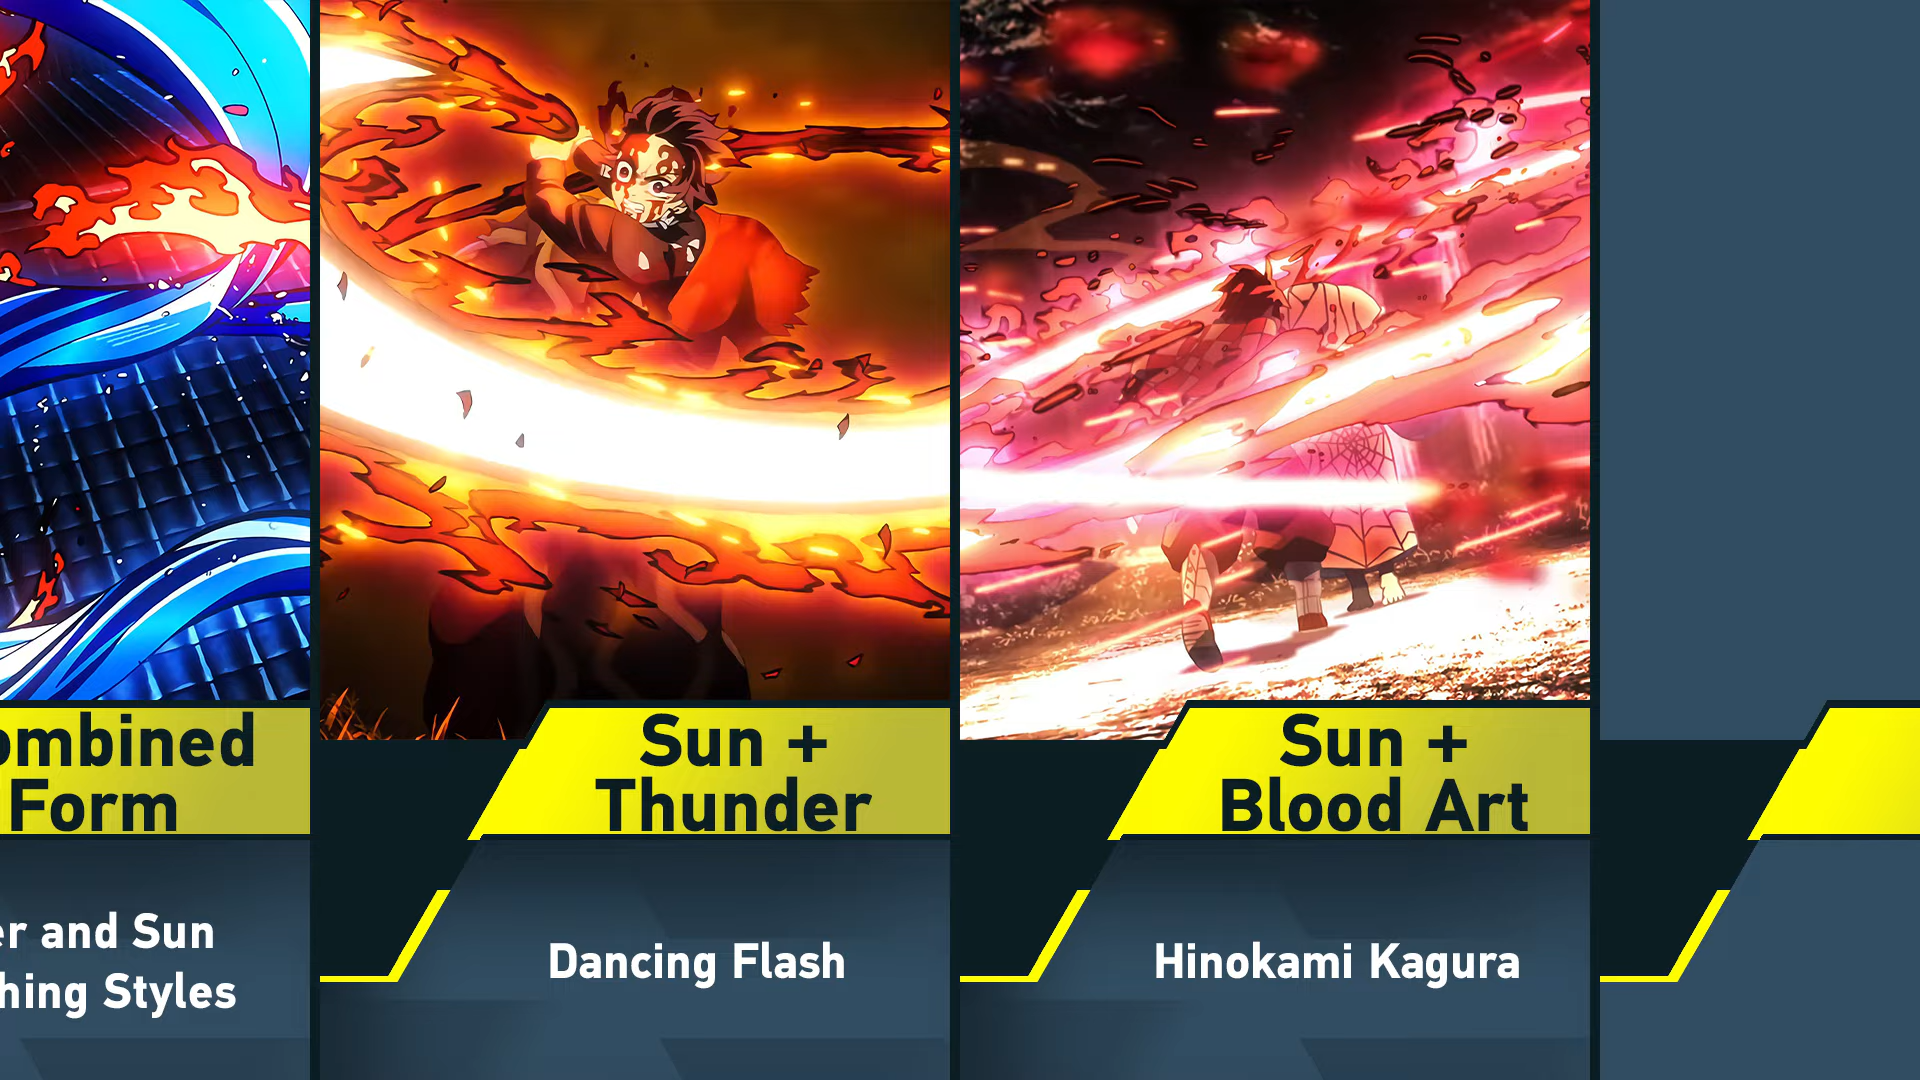 ombined
Form
er and Sun
hing Styles
Sun +
Thunder
Dancing Flash
Sun +
Blood Art
Hinokami Kagura